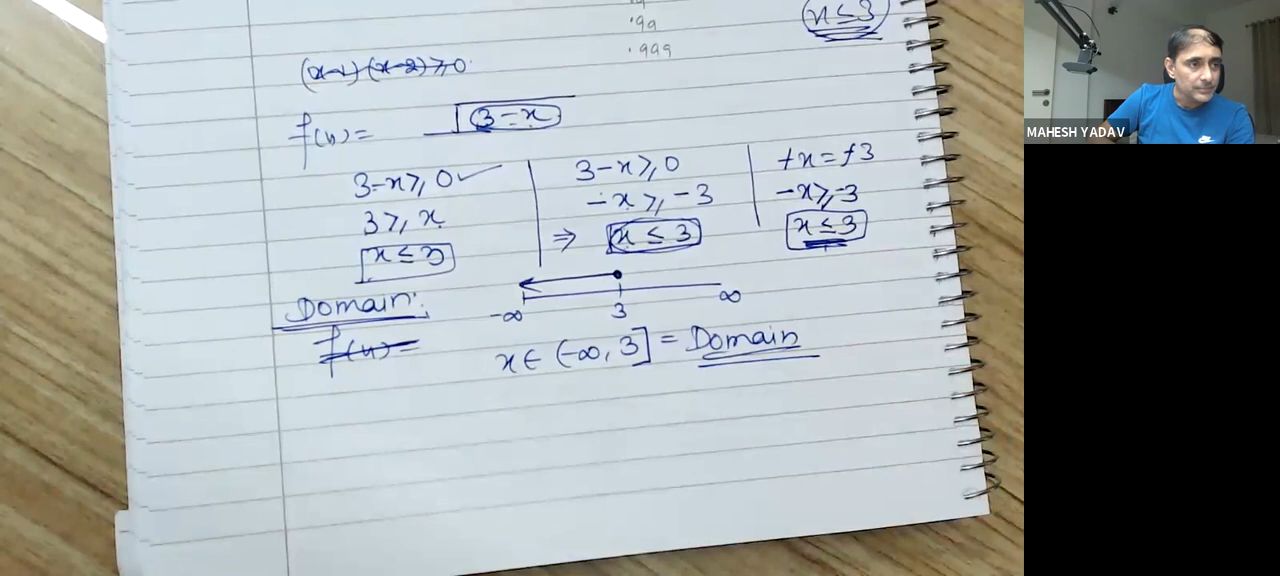 .99
.999
x ≤ 3
(x-1)(x-2) ≥ 0
f(x) = √3-x
3-x ≥ 0 ✓
3 ≥ x
x ≤ 3
3-x ≥ 0
-x ≥ -3
⇒ x ≤ 3
+x = +3
-x ≥ -3
x ≤ 3
-∞ 3 ∞
Domain:
f(x) =
x ∈ (-∞, 3] = Domain
MAHESH YADAV